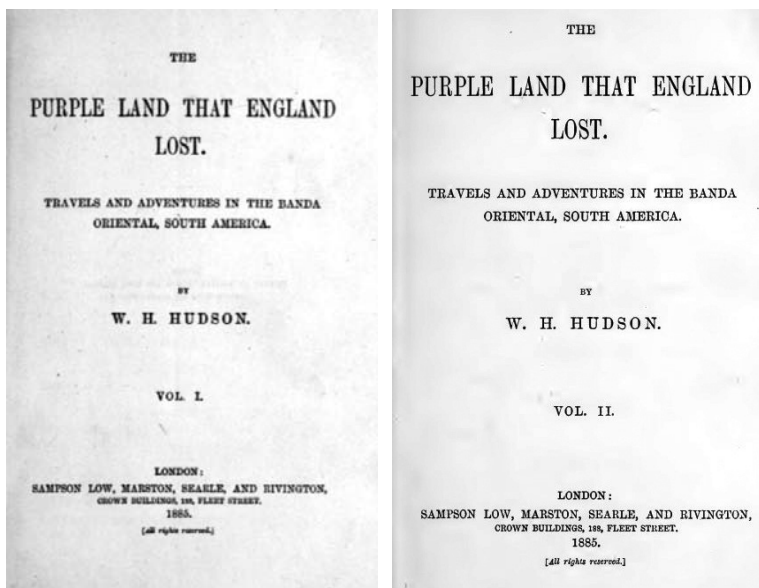 THE
PURPLE LAND THAT ENGLAND
LOST.
TRAVELS AND ADVENTURES IN THE BANDA
ORIENTAL, SOUTH AMERICA.
BY
W. H. HUDSON.
VOL. I.
LONDON:
SAMPSON LOW, MARSTON, SEARLE, AND RIVINGTON,
CROWN BUILDINGS, 188, FLEET STREET.
1885.
[All rights reserved.]
THE
PURPLE LAND THAT ENGLAND
LOST.
TRAVELS AND ADVENTURES IN THE BANDA
ORIENTAL, SOUTH AMERICA.
BY
W. H. HUDSON.
VOL. II.
LONDON:
SAMPSON LOW, MARSTON, SEARLE, AND RIVINGTON,
CROWN BUILDINGS, 188, FLEET STREET.
1885.
[All rights reserved.]